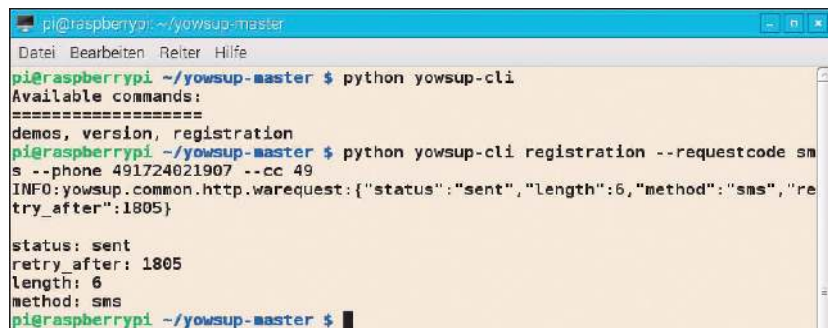 pi@raspberrypi: ~/yowsup-master
Datei Bearbeiten Reiter Hilfe
pi@raspberrypi ~/yowsup-master $ python yowsup-cli
Available commands:
===================
demos, version, registration
pi@raspberrypi ~/yowsup-master $ python yowsup-cli registration --requestcode sm
s --phone 491724021907 --cc 49
INFO:yowsup.common.http.warequest:{"status":"sent","length":6,"method":"sms","re
try_after":1805}
status: sent
retry_after: 1805
length: 6
method: sms
pi@raspberrypi ~/yowsup-master $